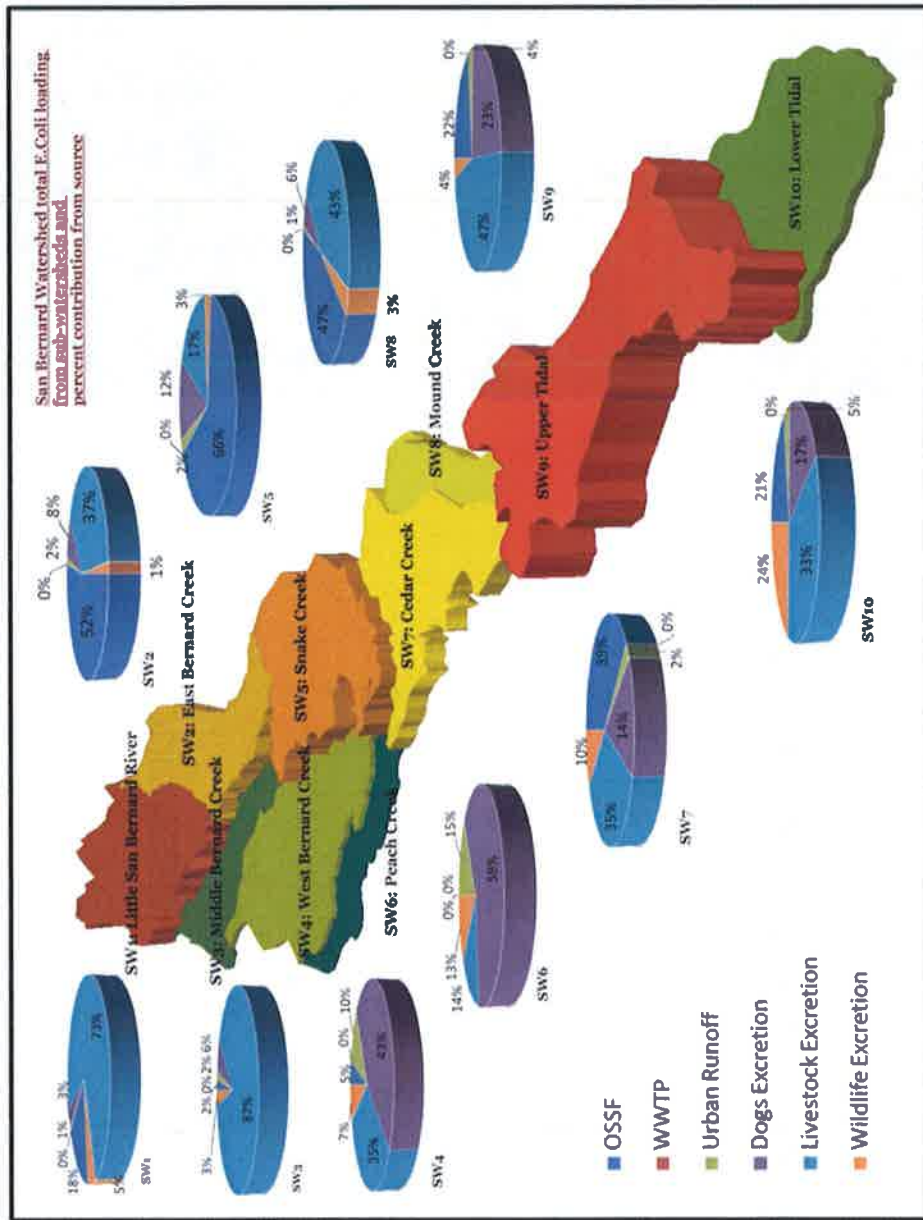 San Bernard Watershed total E.Coli loading
from sub-watersheds and
percent contribution from source
SW1: Little San Bernard River
SW2: East Bernard Creek
SW3: Middle Bernard Creek
SW4: West Bernard Creek
SW5: Snake Creek
SW6: Peach Creek
SW7: Cedar Creek
SW8: Mound Creek
SW9: Upper Tidal
SW10: Lower Tidal
18%
0%
1%
3%
73%
5%
SW1
0%
2%
8%
52%
37%
1%
SW2
3%
2%
0%
2%
6%
87%
SW3
7%
5%
0%
10%
35%
43%
SW4
2%
0%
12%
17%
3%
66%
SW5
14%
13%
0%
0%
15%
58%
SW6
10%
39%
0%
2%
14%
35%
SW7
0%
1%
6%
47%
43%
3%
SW8
4%
22%
0%
47%
23%
4%
SW9
24%
21%
0%
33%
17%
5%
SW10
OSSF
WWTP
Urban Runoff
Dogs Excretion
Livestock Excretion
Wildlife Excretion